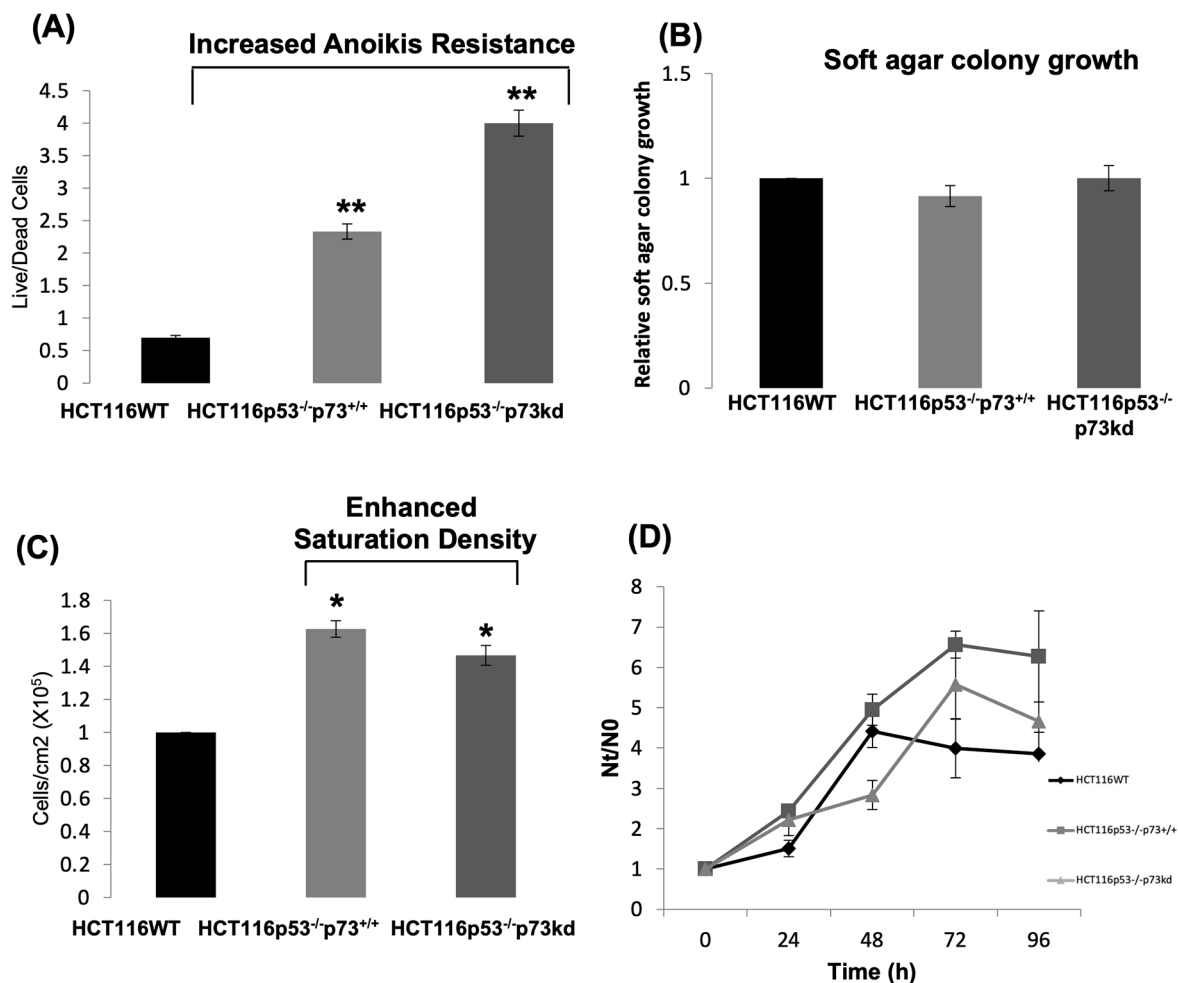 (A)
Increased Anoikis Resistance
4.5
4
3.5
3
2.5
2
1.5
1
0.5
0
Live/Dead Cells
**
**
HCT116WT HCT116p53-/-p73+/+ HCT116p53-/-p73kd
(B)
Soft agar colony growth
1.5
1
0.5
0
Relative soft agar colony growth
HCT116WT HCT116p53-/-p73+/+ HCT116p53-/-
p73kd
(C)
Enhanced
Saturation Density
1.8
1.6
1.4
1.2
1
0.8
0.6
0.4
0.2
0
Cells/cm2 (X10⁵)
*
*
HCT116WT HCT116p53-/-p73+/+ HCT116p53-/-p73kd
(D)
8
7
6
5
4
3
2
1
0
Nt/N0
0 24 48 72 96
Time (h)
HCT116WT
HCT116p53-/-p73+/+
HCT116p53-/-p73kd